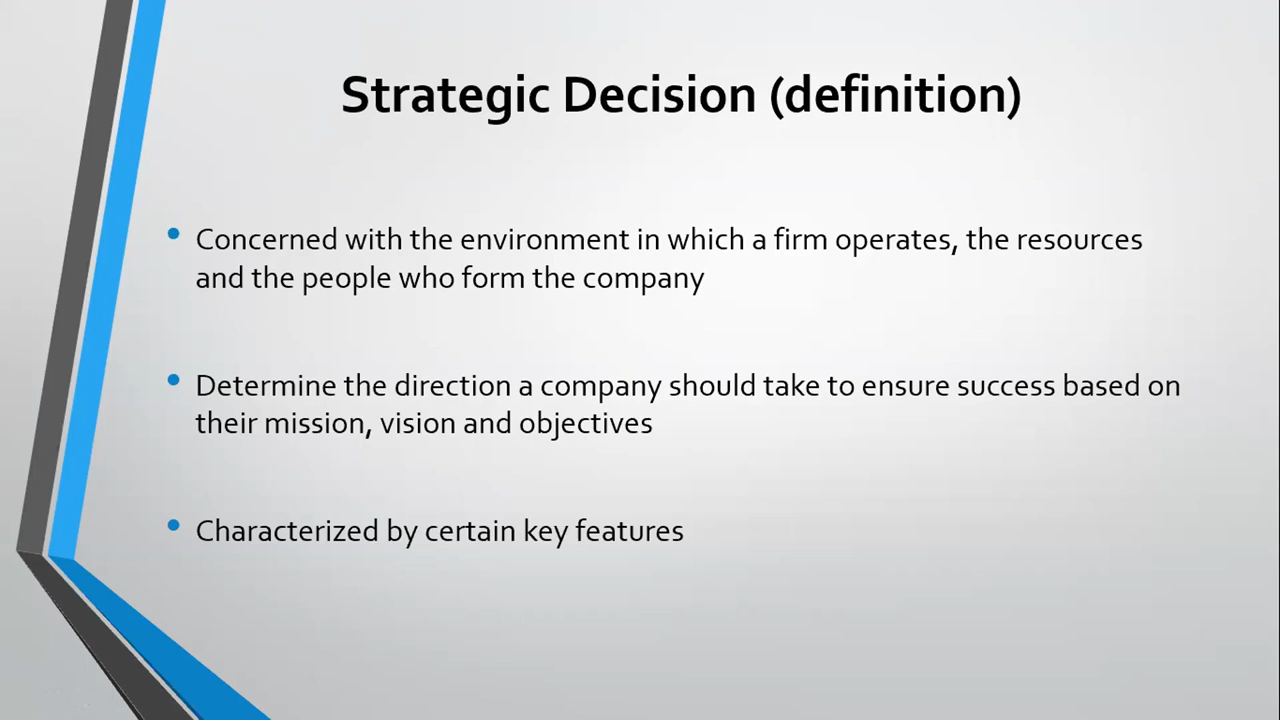 Strategic Decision (definition)
• Concerned with the environment in which a firm operates, the resources
and the people who form the company
• Determine the direction a company should take to ensure success based on
their mission, vision and objectives
• Characterized by certain key features